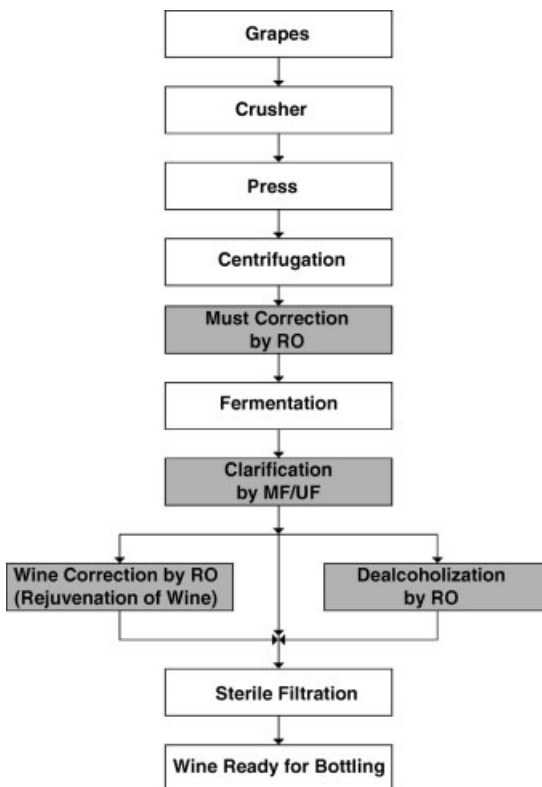 Grapes
Crusher
Press
Centrifugation
Must Correction
by RO
Fermentation
Clarification
by MF/UF
Wine Correction by RO
(Rejuvenation of Wine)
Dealcoholization
by RO
Sterile Filtration
Wine Ready for Bottling